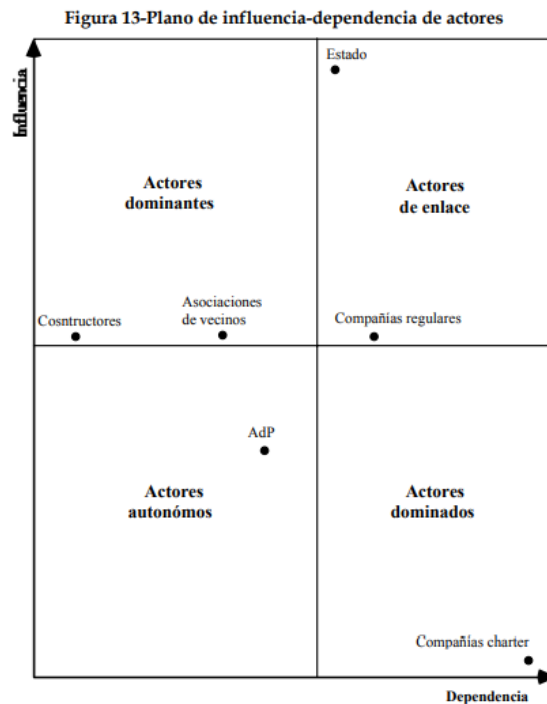 Figura 13-Plano de influencia-dependencia de actores
Influencia
Estado
Actores
dominantes
Actores
de enlace
Cosntructores
Asociaciones
de vecinos
Compañías regulares
AdP
Actores
autonómos
Actores
dominados
Compañías charter
Dependencia